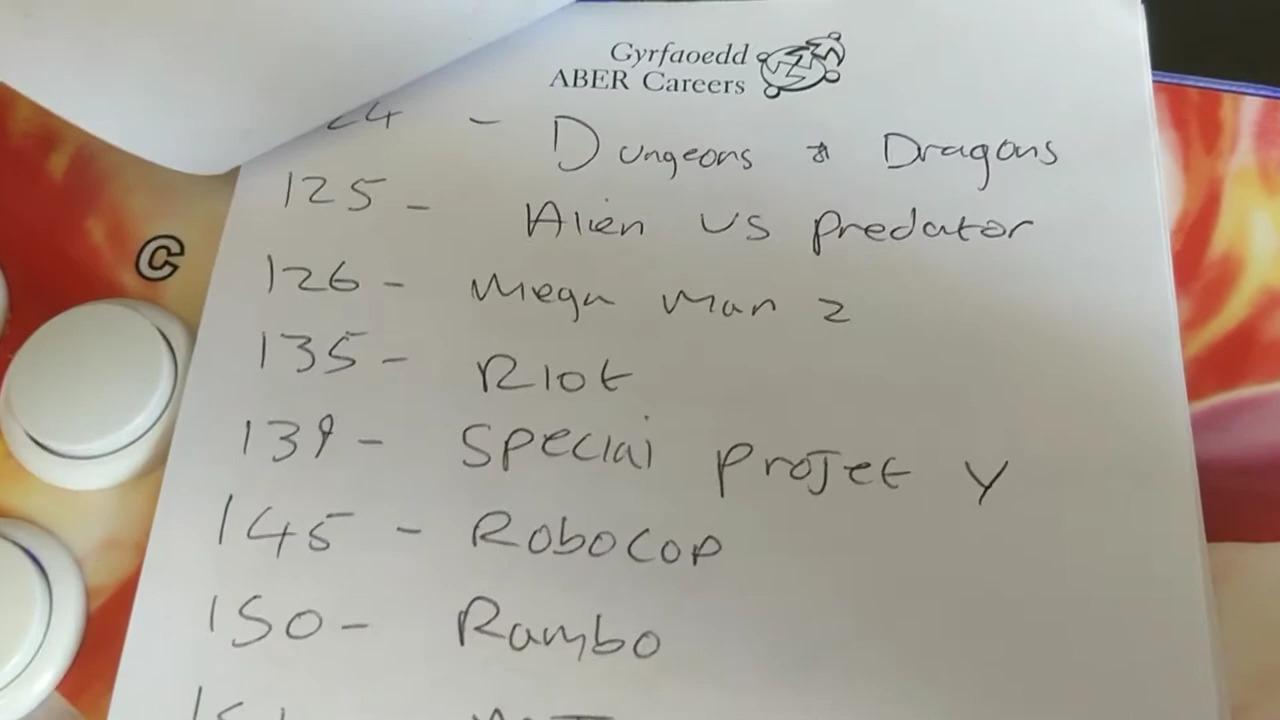 Gyrfaoedd
ABER Careers
24 - Dungeons & Dragons
125 - Alien VS Predator
126 - Mega Man 2
135 - Riot
139 - Special Projet Y
145 - Robocop
150 - Rambo
C